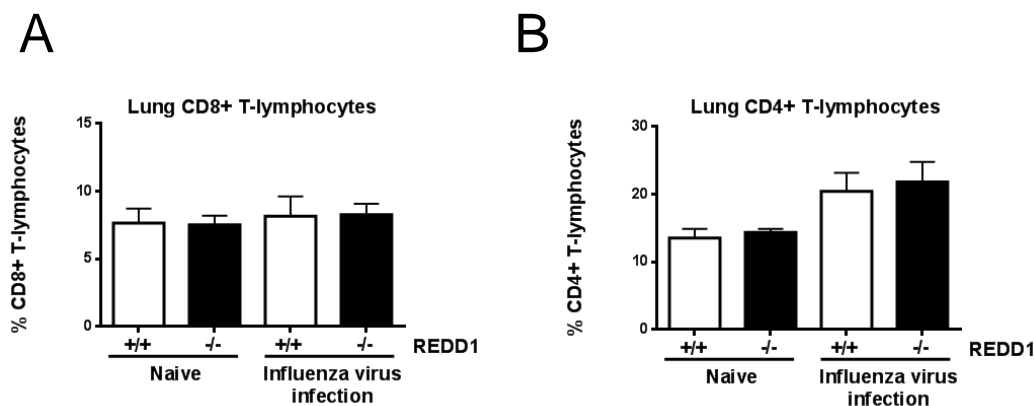 A
Lung CD8+ T-lymphocytes
% CD8+ T-lymphocytes
15
10
5
0
+/+ -/- +/+ -/- REDD1
Naive Influenza virus
infection
B
Lung CD4+ T-lymphocytes
% CD4+ T-lymphocytes
30
20
10
0
+/+ -/- +/+ -/- REDD1
Naive Influenza virus
infection